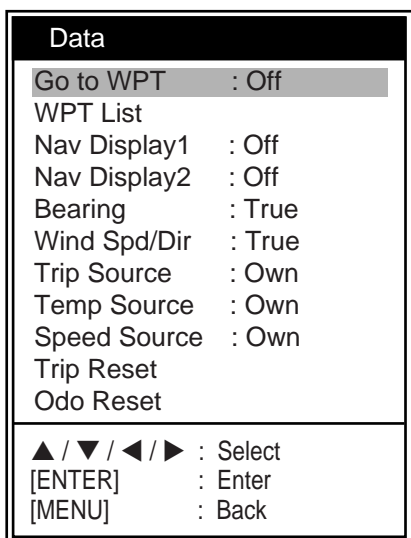 Data
Go to WPT : Off
WPT List
Nav Display1 : Off
Nav Display2 : Off
Bearing : True
Wind Spd/Dir : True
Trip Source : Own
Temp Source : Own
Speed Source : Own
Trip Reset
Odo Reset
▲ / ▼ / ◀ / ▶ : Select
[ENTER] : Enter
[MENU] : Back